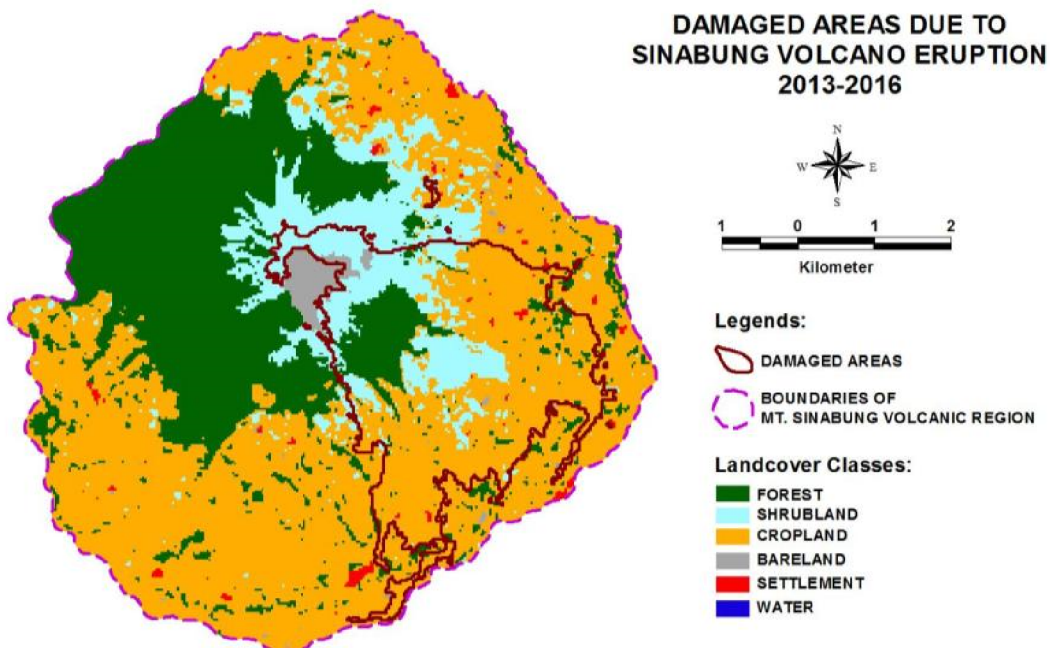 DAMAGED AREAS DUE TO
SINABUNG VOLCANO ERUPTION
2013-2016
N
W E
S
1 0 1 2
Kilometer
Legends:
DAMAGED AREAS
BOUNDARIES OF
MT. SINABUNG VOLCANIC REGION
Landcover Classes:
FOREST
SHRUBLAND
CROPLAND
BARELAND
SETTLEMENT
WATER